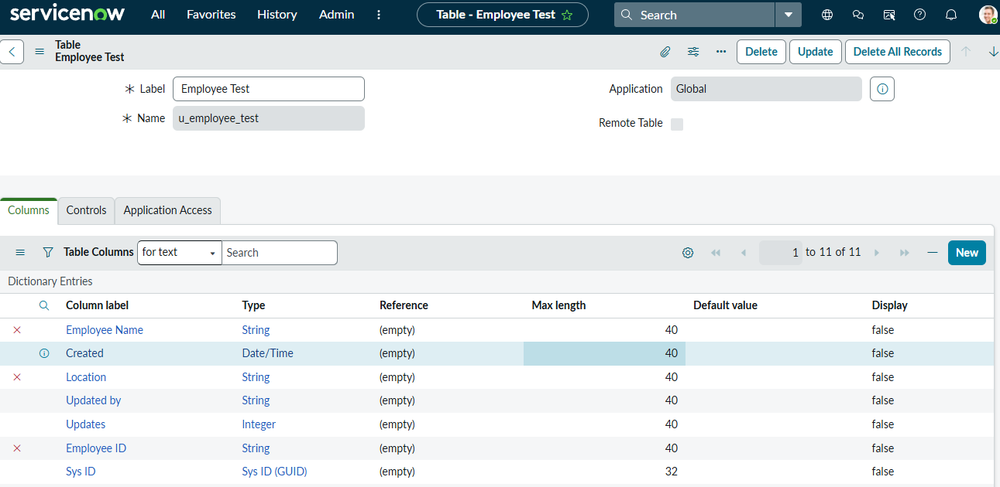 servicenow All Favorites History Admin Table - Employee Test Search
Table
Employee Test
Delete Update Delete All Records
Label Employee Test Application Global
Name u_employee_test
Remote Table
Columns Controls Application Access
Table Columns for text Search 1 to 11 of 11 New
Dictionary Entries
Column label Type Reference Max length Default value Display
Employee Name String (empty) 40 false
Created Date/Time (empty) 40 false
Location String (empty) 40 false
Updated by String (empty) 40 false
Updates Integer (empty) 40 false
Employee ID String (empty) 40 false
Sys ID Sys ID (GUID) (empty) 32 false